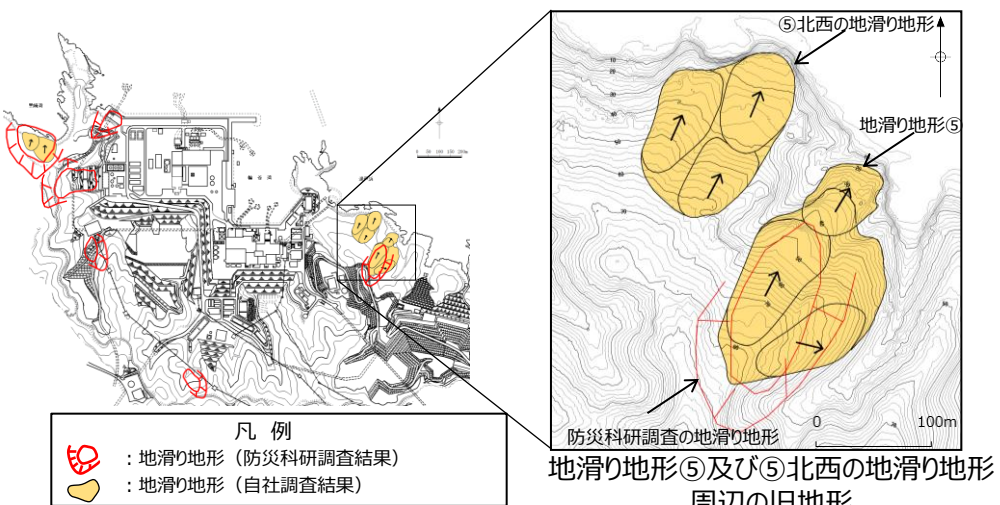 ⑤北西の地滑り地形
地滑り地形⑤
防災科研調査の地滑り地形
0 100m
凡 例
：地滑り地形（防災科研調査結果）
：地滑り地形（自社調査結果）
地滑り地形⑤及び⑤北西の地滑り地形
周辺の旧地形